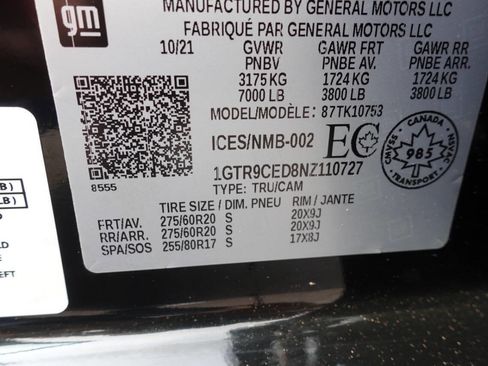 MANUFACTURED BY GENERAL MOTORS LLC
FABRIQUÉ PAR GENERAL MOTORS LLC
gm
10/21 GVWR GAWR FRT GAWR RR
PNBV PNBE AV. PNBE ARR.
3175 KG 1724 KG 1724 KG
7000 LB 3800 LB 3800 LB
MODEL/MODÈLE: 87TK10753
ICES/NMB-002 EC
CANADA
985
CMVSS NSVAC
TRANSPORT
1GTR9CED8NZ110727
TYPE: TRU/CAM
8555
TIRE SIZE / DIM. PNEU RIM / JANTE
FRT/AV. 275/60R20 S 20X9J
RR/ARR. 275/60R20 S 20X9J
SPA/SOS 255/80R17 S 17X8J